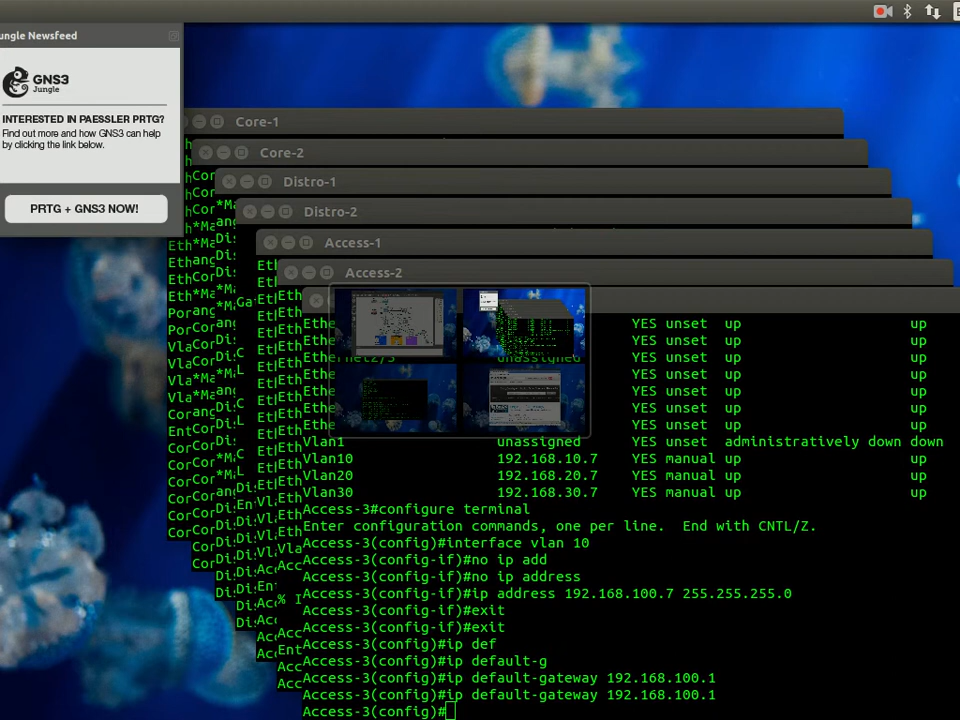 ungle Newsfeed
GNS3
Jungle
INTERESTED IN PAESSLER PRTG?
Find out more and how GNS3 can help
by clicking the link below.
PRTG + GNS3 NOW!
Core-1
Core-2
Distro-1
Distro-2
Access-1
Access-2
YES unset up up
YES unset up up
unassigned YES unset up up
YES unset up up
YES unset up up
YES unset up up
YES unset up up
Vlan1 unassigned YES unset administratively down down
Vlan10 192.168.10.7 YES manual up up
Vlan20 192.168.20.7 YES manual up up
Vlan30 192.168.30.7 YES manual up up
Access-3#configure terminal
Enter configuration commands, one per line. End with CNTL/Z.
Access-3(config)#interface vlan 10
Access-3(config-if)#no ip add
Access-3(config-if)#no ip address
Access-3(config-if)#ip address 192.168.100.7 255.255.255.0
Access-3(config-if)#exit
Access-3(config-if)#exit
Access-3(config)#ip def
Access-3(config)#ip default-g
Access-3(config)#ip default-gateway 192.168.100.1
Access-3(config)#ip default-gateway 192.168.100.1
Access-3(config)#